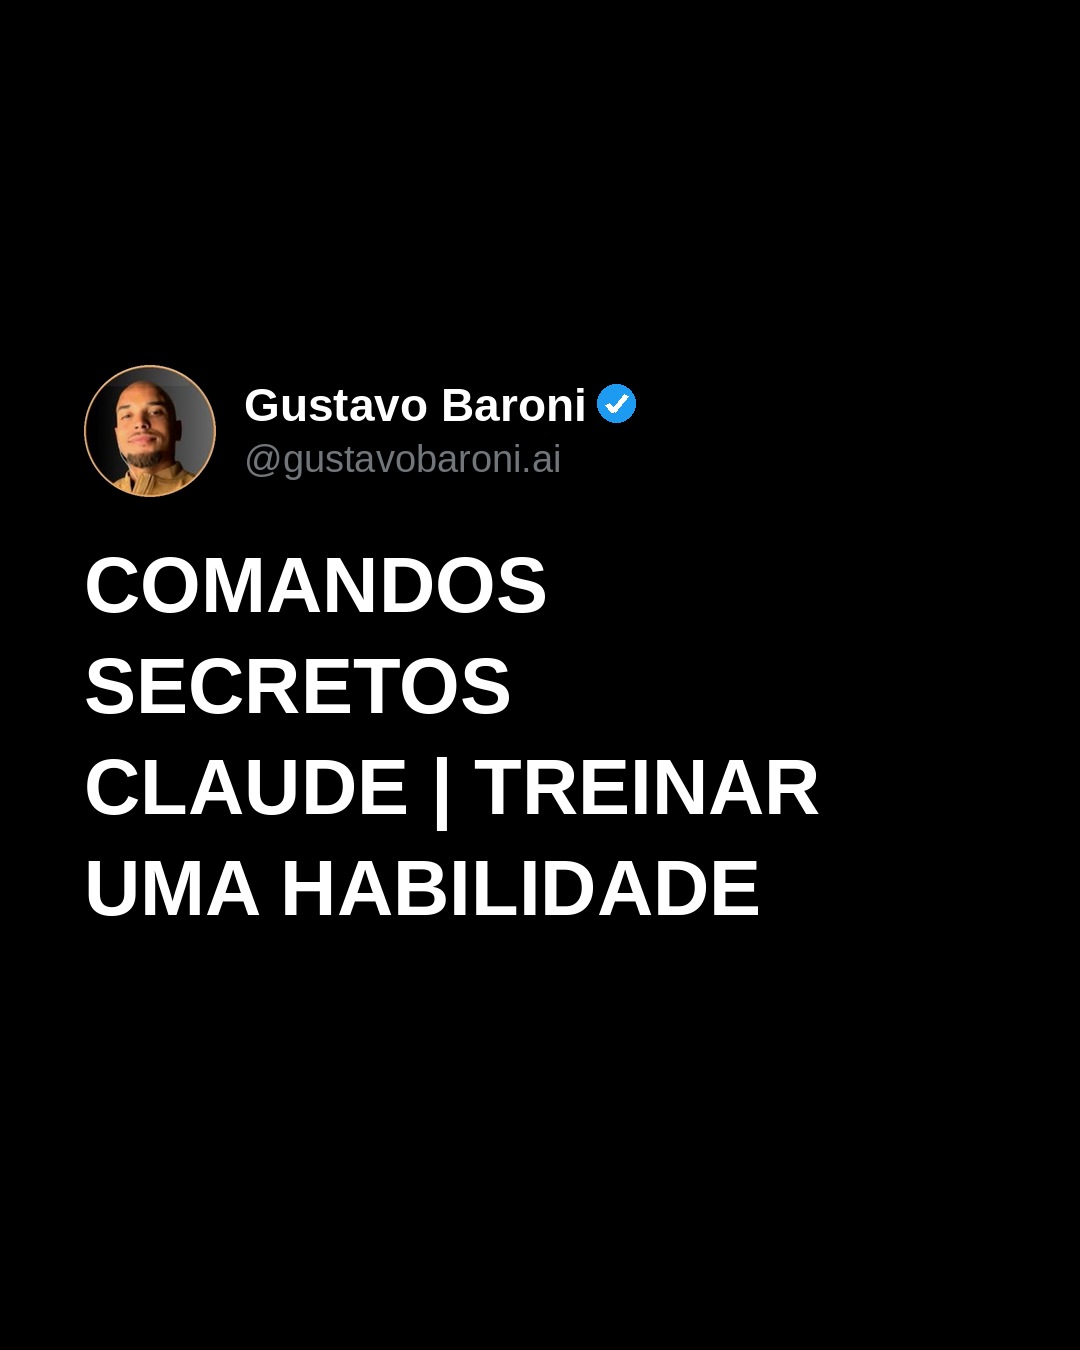 Gustavo Baroni
@gustavobaroni.ai
COMANDOS
SECRETOS
CLAUDE | TREINAR
UMA HABILIDADE